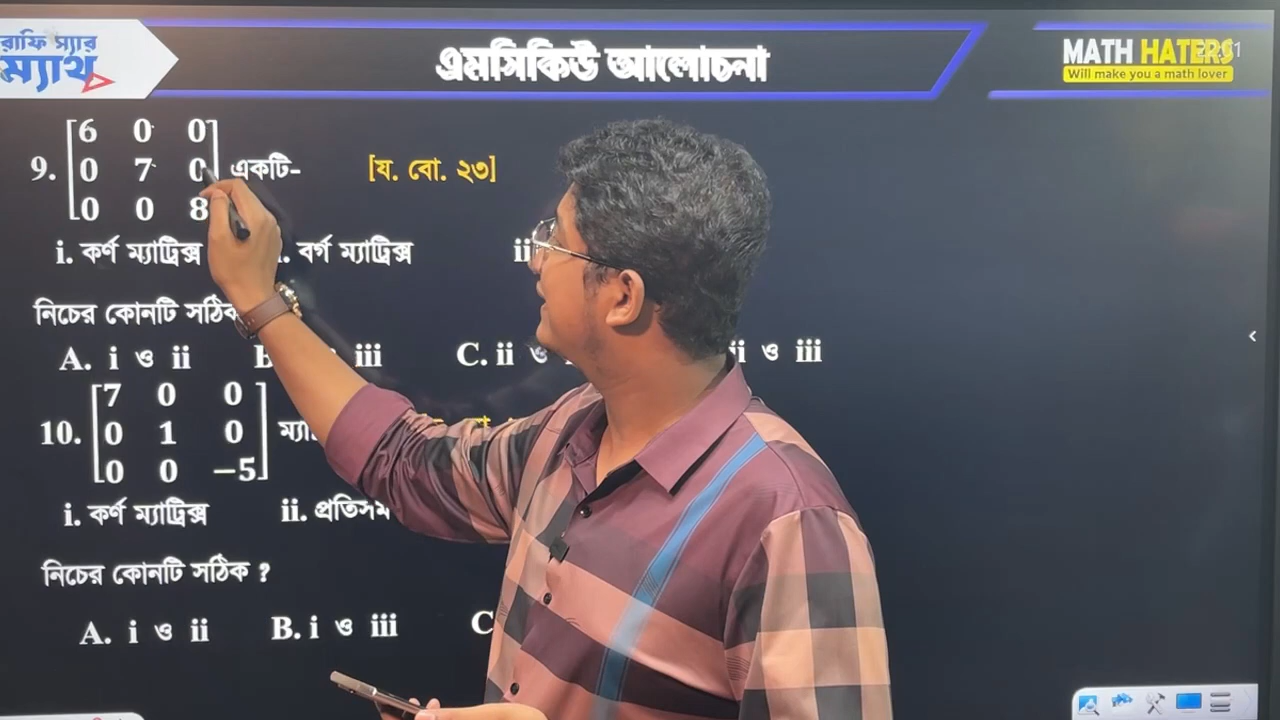 রাফি স্যার
ম্যাথ
এমসিকিউ আলোচনা
MATH HATERS
Will make you a math lover
9. [6 0 0
0 7 0
0 0 8 একটি- [য. বো. ২৩]
i. কর্ণ ম্যাট্রিক্স . বর্গ ম্যাট্রিক্স ii
নিচের কোনটি সঠিক
A. i ও ii iii C. ii ও ii ও iii
10. [7 0 0
0 1 0
0 0 −5]
i. কর্ণ ম্যাট্রিক্স ii. প্রতিসম
নিচের কোনটি সঠিক ?
A. i ও ii B. i ও iii C